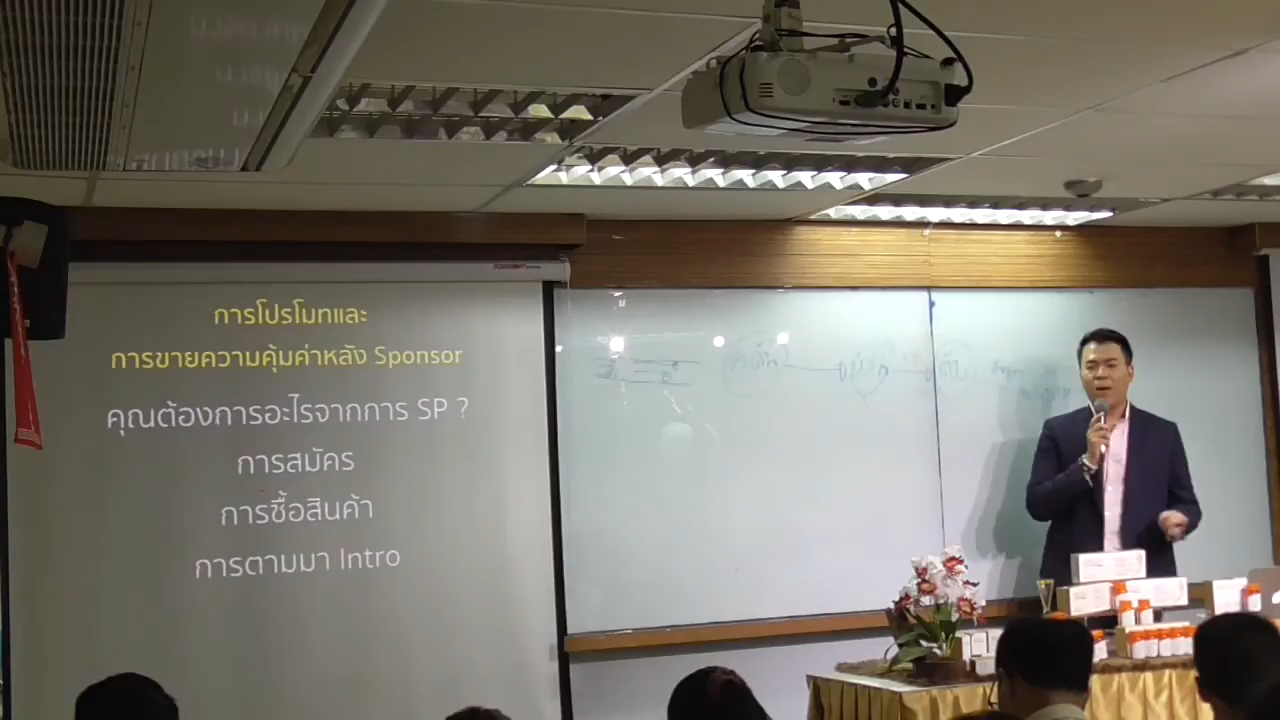 การโปรโมทและ
การขายความคุ้มค่าหลัง Sponsor
คุณต้องการอะไรจากการ SP ?
การสมัคร
การซื้อสินค้า
การตามมา Intro